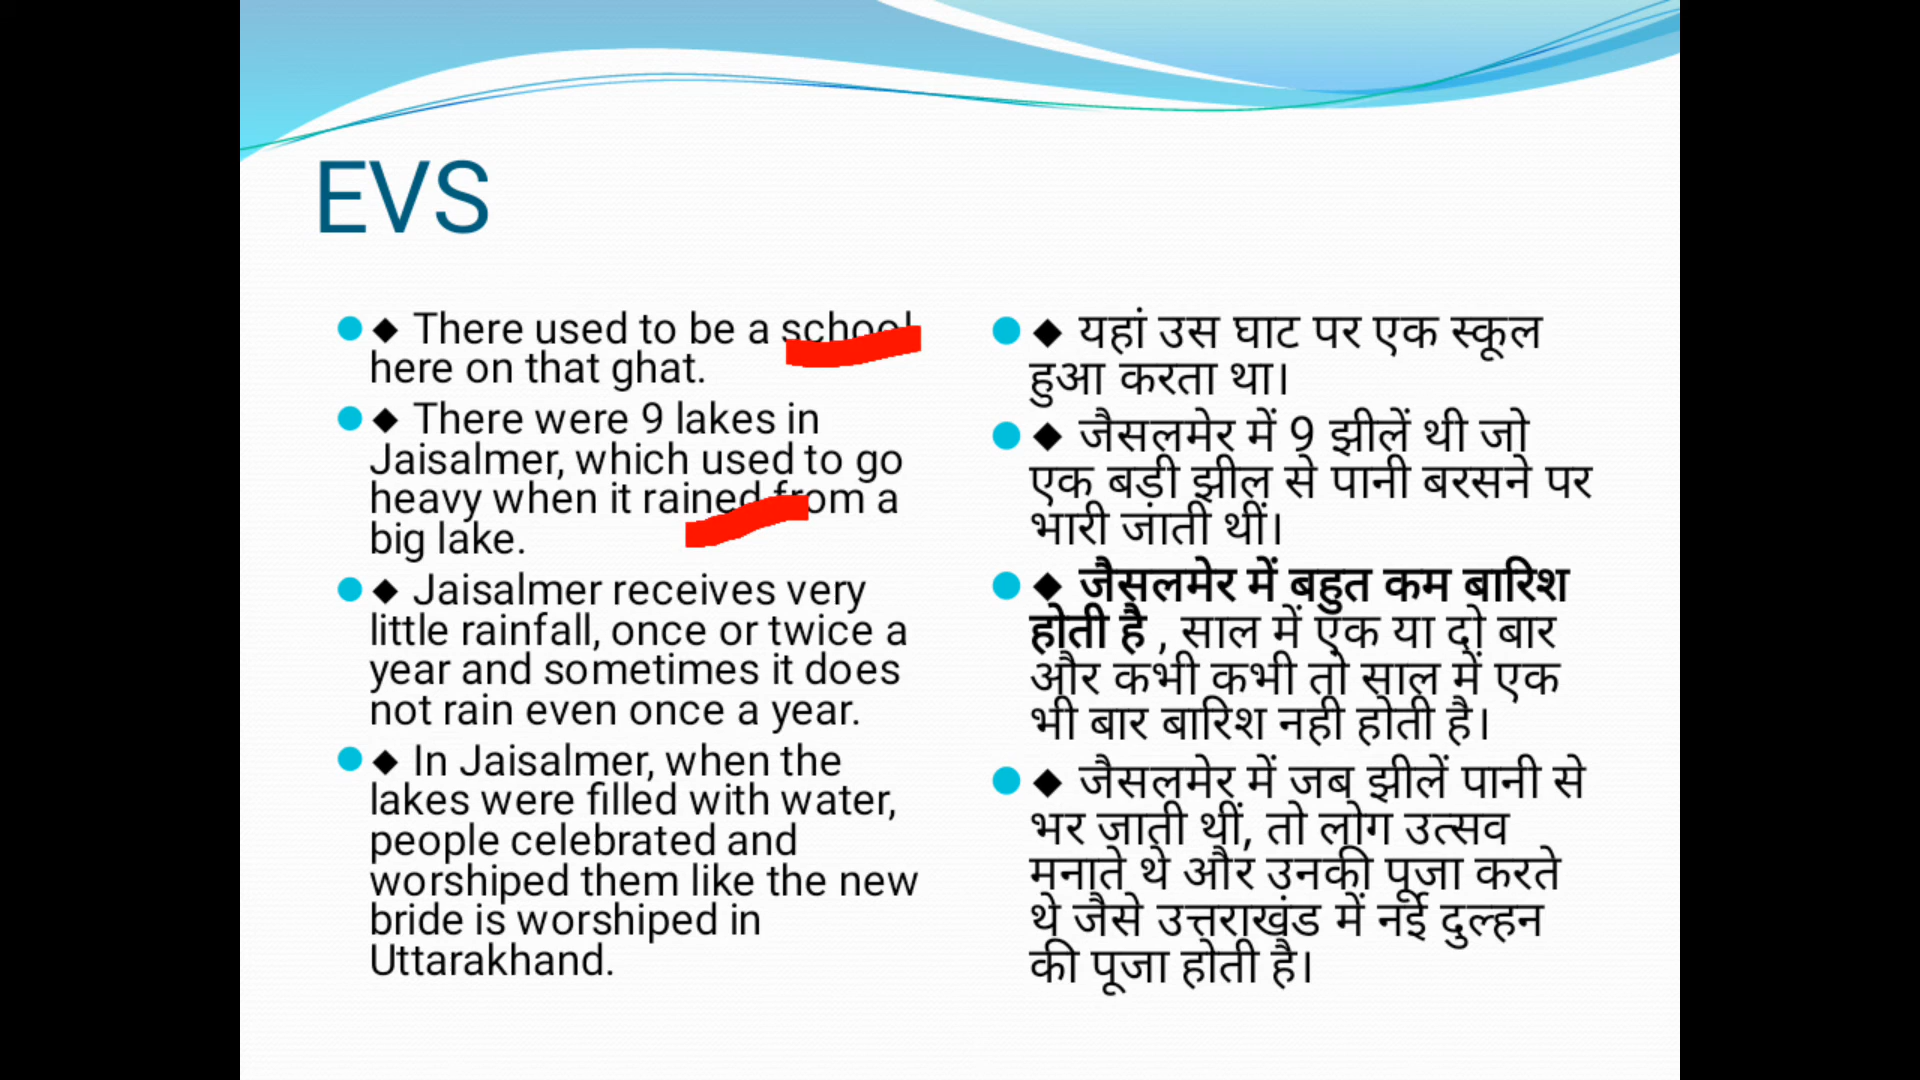 EVS
◆ There used to be a school
here on that ghat.
◆ There were 9 lakes in
Jaisalmer, which used to go
heavy when it rained from a
big lake.
◆ Jaisalmer receives very
little rainfall, once or twice a
year and sometimes it does
not rain even once a year.
◆ In Jaisalmer, when the
lakes were filled with water,
people celebrated and
worshiped them like the new
bride is worshiped in
Uttarakhand.
◆ यहां उस घाट पर एक स्कूल
हुआ करता था।
◆ जैसलमेर में 9 झीलें थी जो
एक बड़ी झील से पानी बरसने पर
भारी जाती थीं।
◆ जैसलमेर में बहुत कम बारिश
होती है , साल में एक या दो बार
और कभी कभी तो साल में एक
भी बार बारिश नही होती है।
◆ जैसलमेर में जब झीलें पानी से
भर जाती थीं, तो लोग उत्सव
मनाते थे और उनकी पूजा करते
थे जैसे उत्तराखंड में नई दुल्हन
की पूजा होती है।